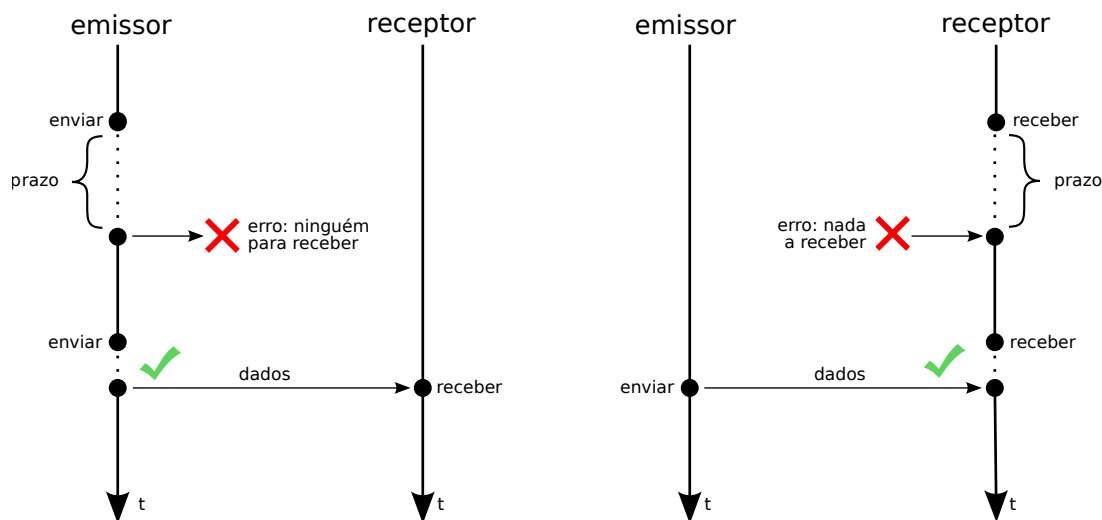 emissor
receptor
enviar
prazo
erro: ninguém
para receber
enviar
dados
receber
t
t
emissor
receptor
receber
prazo
erro: nada
a receber
receber
enviar
dados
t
t